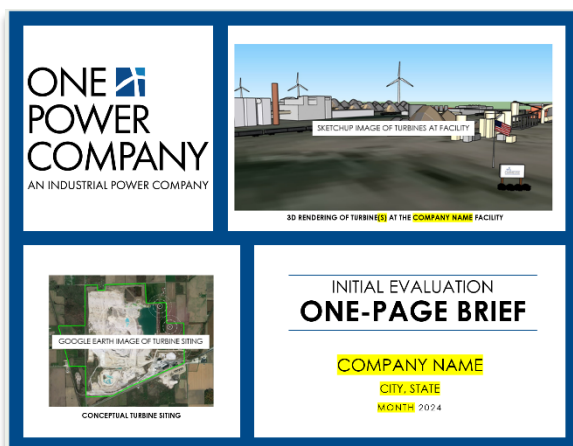 ONE
POWER
COMPANY
AN INDUSTRIAL POWER COMPANY
SKETCHUP IMAGE OF TURBINES AT FACILITY
3D RENDERING OF TURBINE(S) AT THE COMPANY NAME FACILITY
GOOGLE EARTH IMAGE OF TURBINE SITING
CONCEPTUAL TURBINE SITING
INITIAL EVALUATION
ONE-PAGE BRIEF
COMPANY NAME
CITY, STATE
MONTH 2024